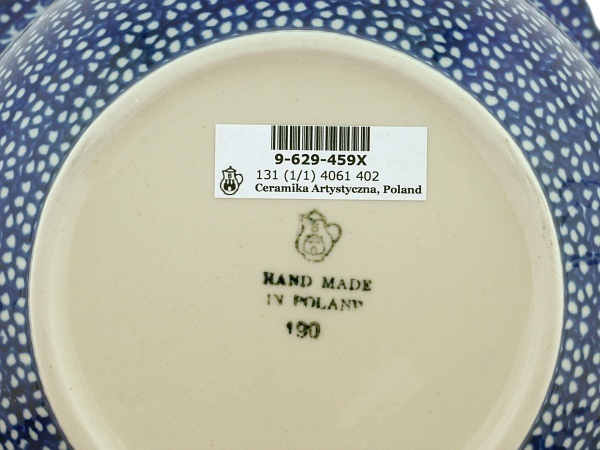 9-629-459X
131 (1/1) 4061 402
Ceramika Artystyczna, Poland
HAND MADE
IN POLAND
190